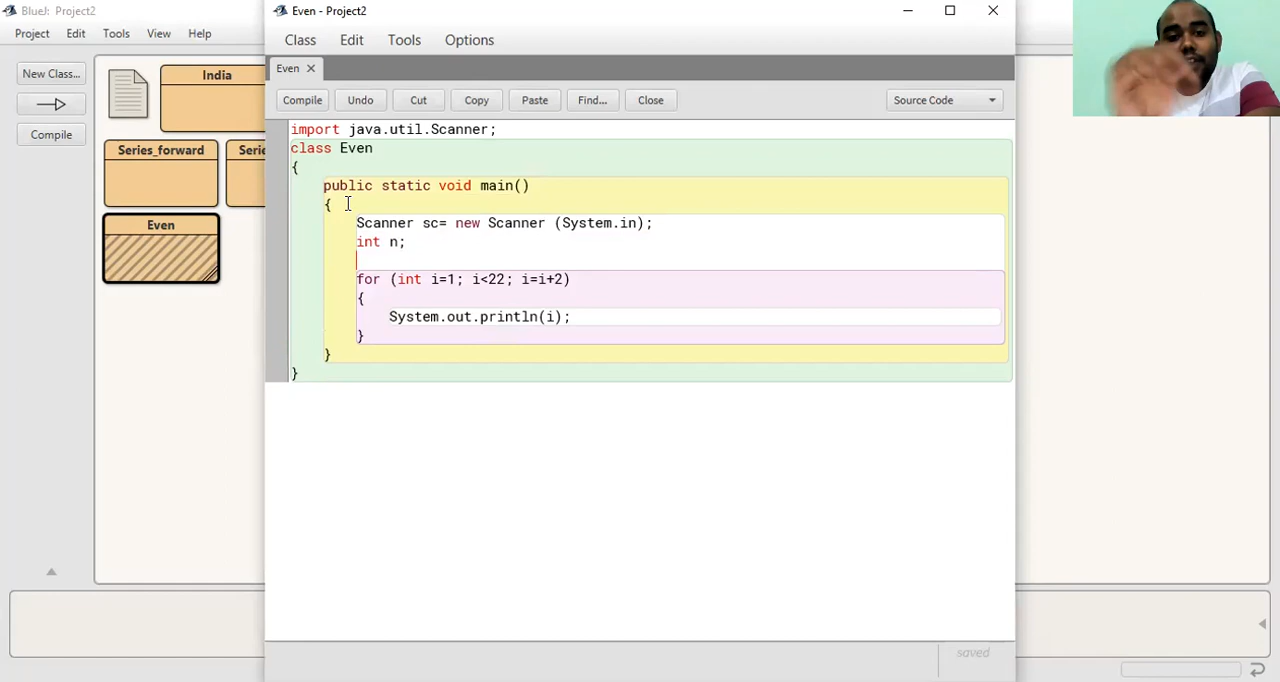 BlueJ: Project2
Project Edit Tools View Help
New Class...
Compile
India
Series_forward
Serie
Even
Even - Project2
Class Edit Tools Options
Even
Compile Undo Cut Copy Paste Find... Close Source Code
import java.util.Scanner;
class Even
{
public static void main()
{
Scanner sc= new Scanner (System.in);
int n;
for (int i=1; i<22; i=i+2)
{
System.out.println(i);
}
}
}
saved